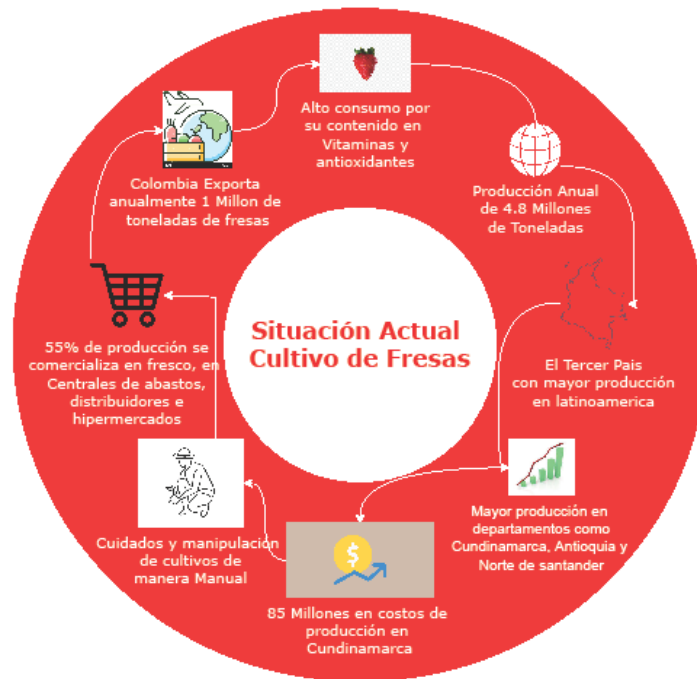 Situación Actual
Cultivo de Fresas
Alto consumo por
su contenido en
Vitaminas y
antioxidantes
Producción Anual
de 4.8 Millones
de Toneladas
El Tercer Pais
con mayor producción
en latinoamerica
Mayor producción en
departamentos como
Cundinamarca, Antioquia y
Norte de santander
85 Millones en costos de
producción en
Cundinamarca
Cuidados y manipulación
de cultivos de
manera Manual
55% de producción se
comercializa en fresco, en
Centrales de abastos,
distribuidores e
hipermercados
Colombia Exporta
anualmente 1 Millon de
toneladas de fresas